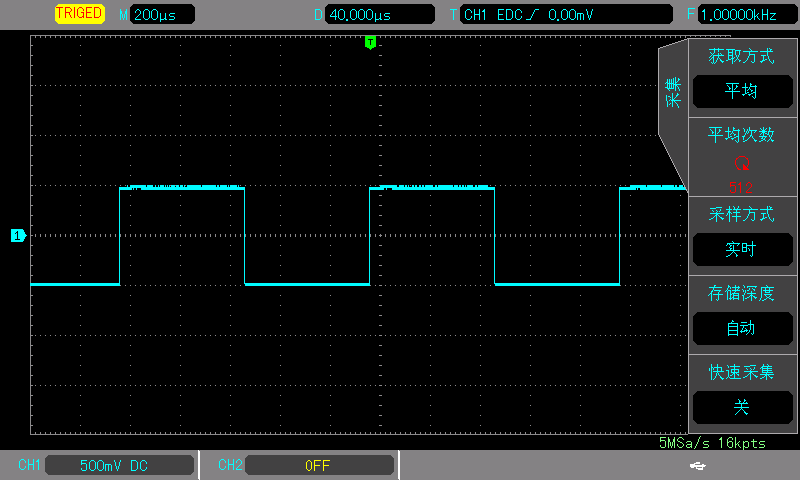 TRIGED M 200μs D 40.000μs T CH1 EDC 0.00mV F 1.00000kHz
T
采集
获取方式
平均
平均次数
512
采样方式
实时
1
存储深度
自动
快速采集
关
5MSa/s 16kpts
CH1 500mV DC CH2 OFF